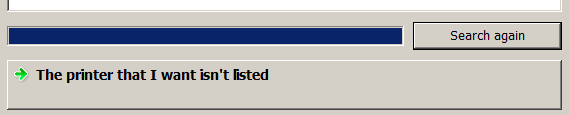 Search again
The printer that I want isn't listed